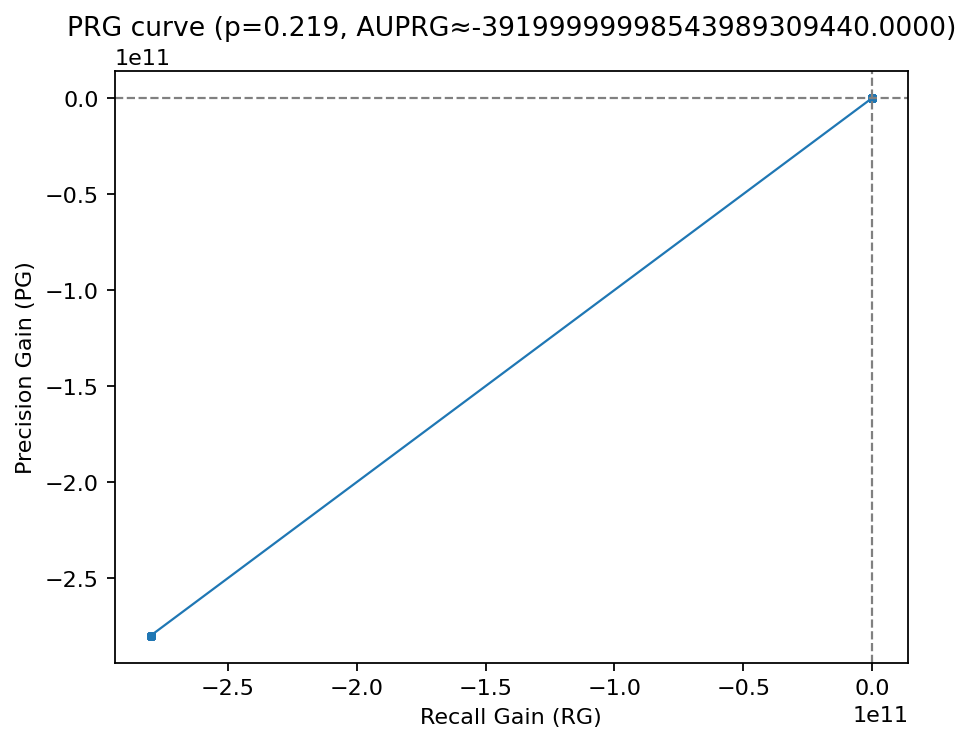 PRG curve (p=0.219, AUPRG≈-39199999998543989309440.0000)
1e11
0.0
−0.5
−1.0
−1.5
−2.0
−2.5
Precision Gain (PG)
−2.5 −2.0 −1.5 −1.0 −0.5 0.0
1e11
Recall Gain (RG)